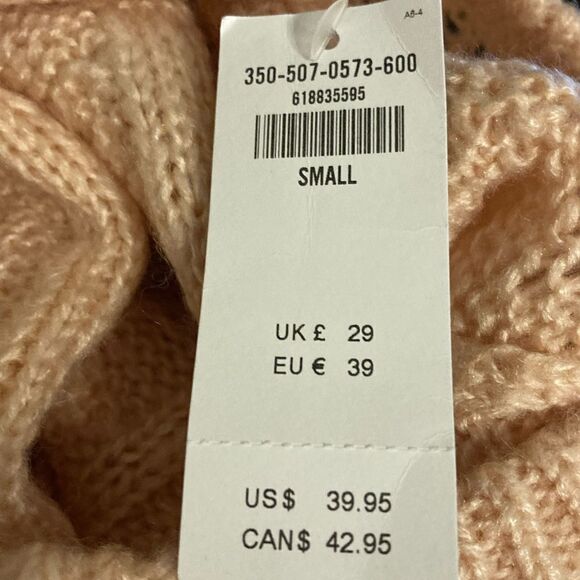 A8-4
350-507-0573-600
618835595
SMALL
UK £ 29
EU € 39
US $ 39.95
CAN $ 42.95